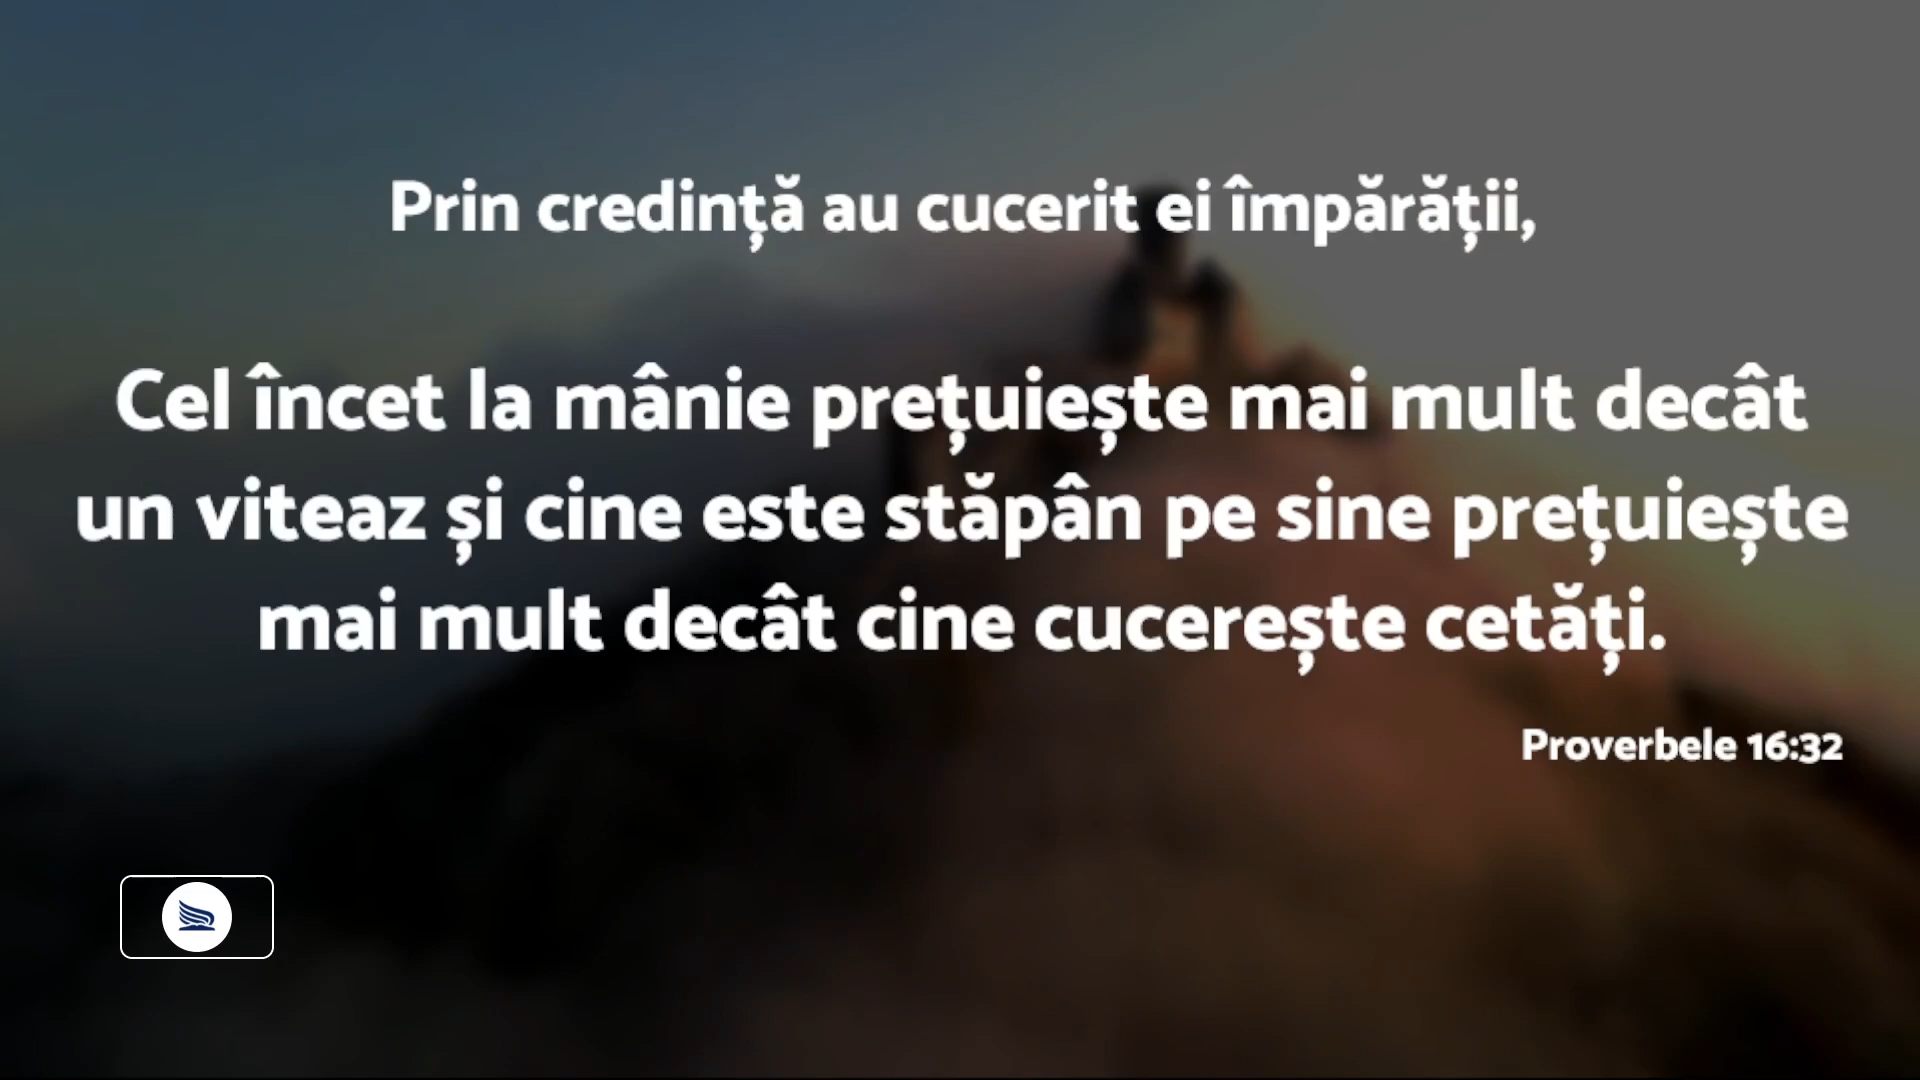 Prin credință au cucerit ei împărății,
Cel încet la mânie prețuiește mai mult decât
un viteaz și cine este stăpân pe sine prețuiește
mai mult decât cine cucerește cetăți.
Proverbele 16:32